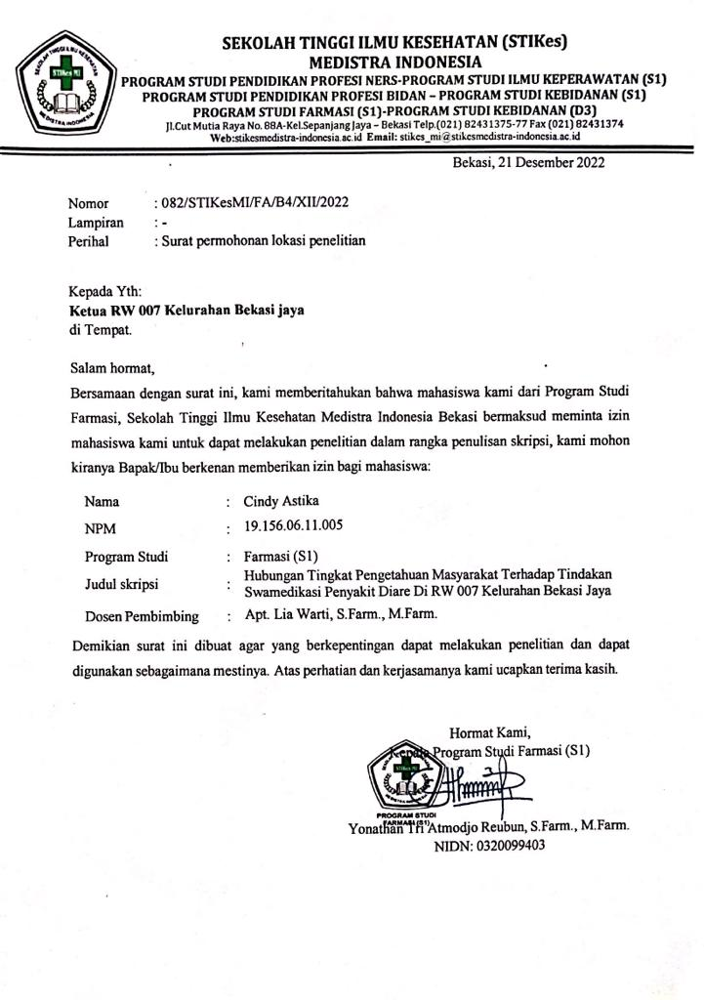 SEKOLAH TINGGI ILMU KESEHATAN
STIKes MI
MEDISTRA INDONESIA
SEKOLAH TINGGI ILMU KESEHATAN (STIKes)
MEDISTRA INDONESIA
PROGRAM STUDI PENDIDIKAN PROFESI NERS-PROGRAM STUDI ILMU KEPERAWATAN (S1)
PROGRAM STUDI PENDIDIKAN PROFESI BIDAN – PROGRAM STUDI KEBIDANAN (S1)
PROGRAM STUDI FARMASI (S1)-PROGRAM STUDI KEBIDANAN (D3)
Jl.Cut Mutia Raya No. 88A-Kel.Sepanjang Jaya – Bekasi Telp.(021) 82431375-77 Fax (021) 82431374
Web:stikesmedistra-indonesia.ac.id Email: stikes_mi@stikesmedistra-indonesia.ac.id
Bekasi, 21 Desember 2022
Nomor : 082/STIKesMI/FA/B4/XII/2022
Lampiran : -
Perihal : Surat permohonan lokasi penelitian
Kepada Yth:
Ketua RW 007 Kelurahan Bekasi jaya
di Tempat.
Salam hormat,
Bersamaan dengan surat ini, kami memberitahukan bahwa mahasiswa kami dari Program Studi
Farmasi, Sekolah Tinggi Ilmu Kesehatan Medistra Indonesia Bekasi bermaksud meminta izin
mahasiswa kami untuk dapat melakukan penelitian dalam rangka penulisan skripsi, kami mohon
kiranya Bapak/Ibu berkenan memberikan izin bagi mahasiswa:
Nama : Cindy Astika
NPM : 19.156.06.11.005
Program Studi : Farmasi (S1)
Judul skripsi : Hubungan Tingkat Pengetahuan Masyarakat Terhadap Tindakan
Swamedikasi Penyakit Diare Di RW 007 Kelurahan Bekasi Jaya
Dosen Pembimbing : Apt. Lia Warti, S.Farm., M.Farm.
Demikian surat ini dibuat agar yang berkepentingan dapat melakukan penelitian dan dapat
digunakan sebagaimana mestinya. Atas perhatian dan kerjasamanya kami ucapkan terima kasih.
Hormat Kami,
Kepala Program Studi Farmasi (S1)
STIKes MI
PROGRAM STUDI
FARMASI (S1)
Yonathan Tri Atmodjo Reubun, S.Farm., M.Farm.
NIDN: 0320099403